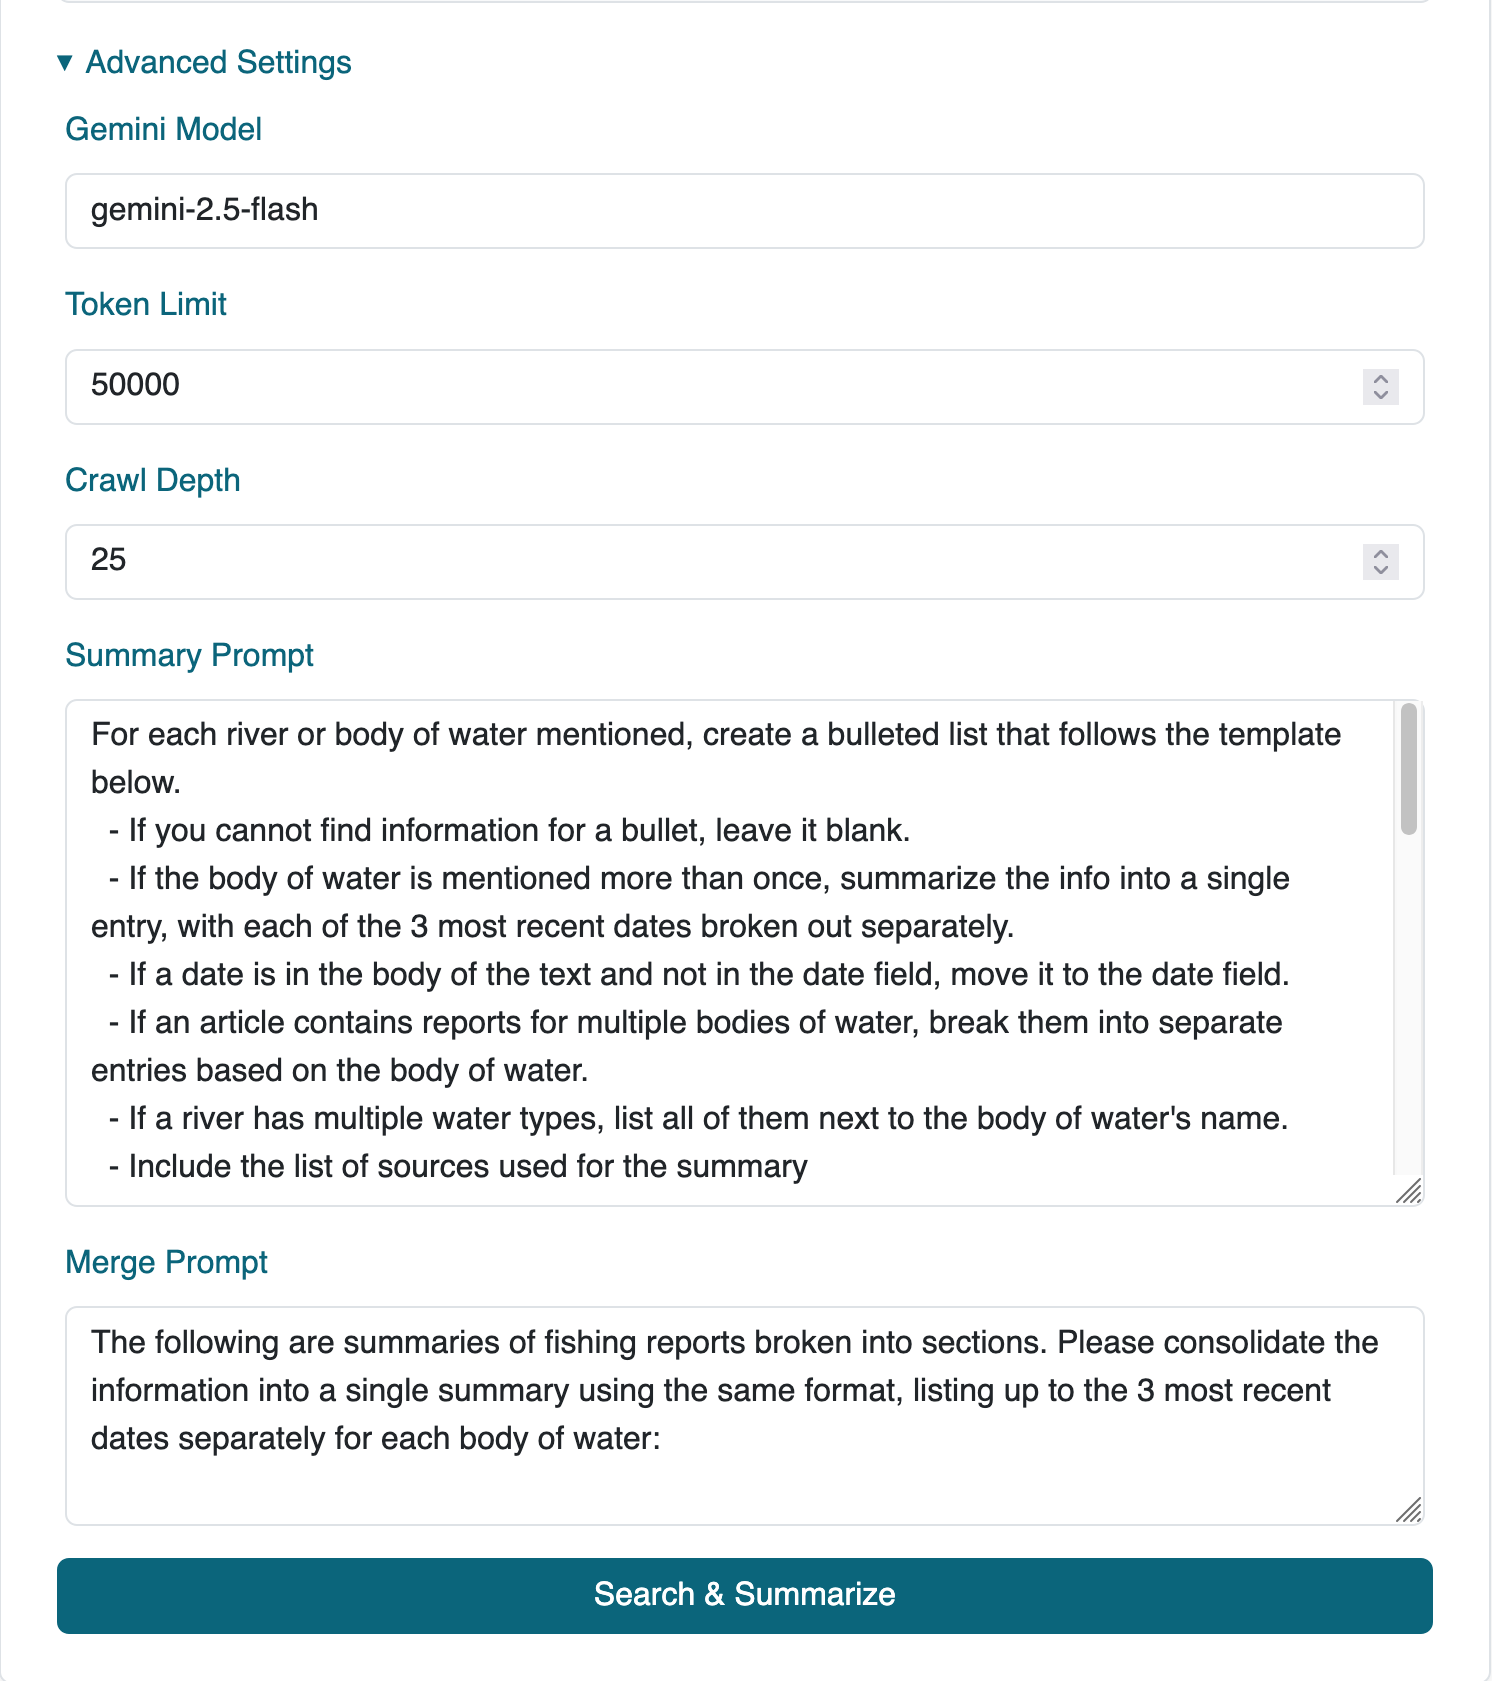 ▼ Advanced Settings
Gemini Model
gemini-2.5-flash
Token Limit
50000
Crawl Depth
25
Summary Prompt
For each river or body of water mentioned, create a bulleted list that follows the template
below.
- If you cannot find information for a bullet, leave it blank.
- If the body of water is mentioned more than once, summarize the info into a single
entry, with each of the 3 most recent dates broken out separately.
- If a date is in the body of the text and not in the date field, move it to the date field.
- If an article contains reports for multiple bodies of water, break them into separate
entries based on the body of water.
- If a river has multiple water types, list all of them next to the body of water's name.
- Include the list of sources used for the summary
Merge Prompt
The following are summaries of fishing reports broken into sections. Please consolidate the
information into a single summary using the same format, listing up to the 3 most recent
dates separately for each body of water:
Search & Summarize